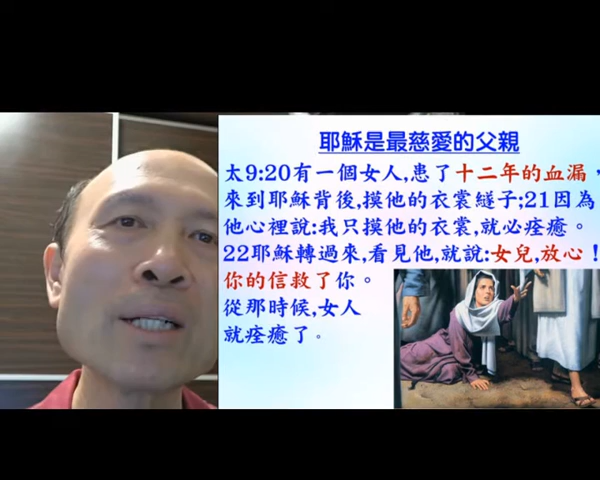 耶穌是最慈愛的父親
太9:20有一個女人,患了十二年的血漏,
來到耶穌背後,摸他的衣裳繸子;21因為
他心裡說:我只摸他的衣裳,就必痊癒。
22耶穌轉過來,看見他,就說:女兒,放心!
你的信救了你。
從那時候,女人
就痊癒了。